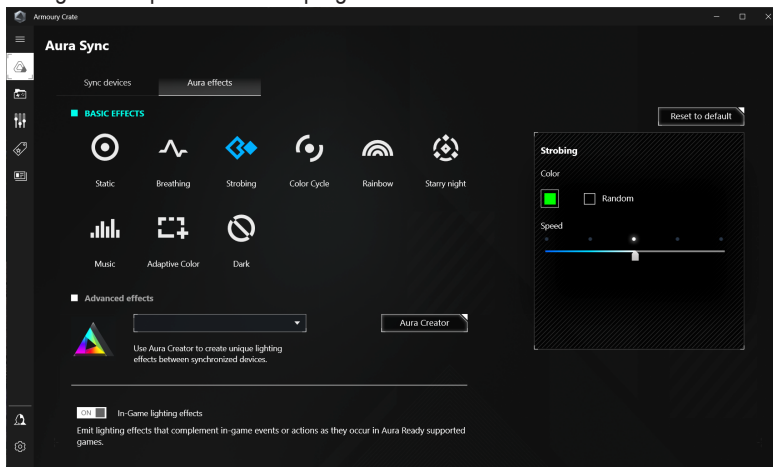 Armoury Crate
Aura Sync
Sync devices
Aura effects
BASIC EFFECTS
Reset to default
Static
Breathing
Strobing
Color Cycle
Rainbow
Starry night
Music
Adaptive Color
Dark
Strobing
Color
Random
Speed
Advanced effects
Aura Creator
Use Aura Creator to create unique lighting
effects between synchronized devices.
ON
In-Game lighting effects
Emit lighting effects that complement in-game events or actions as they occur in Aura Ready supported
games.